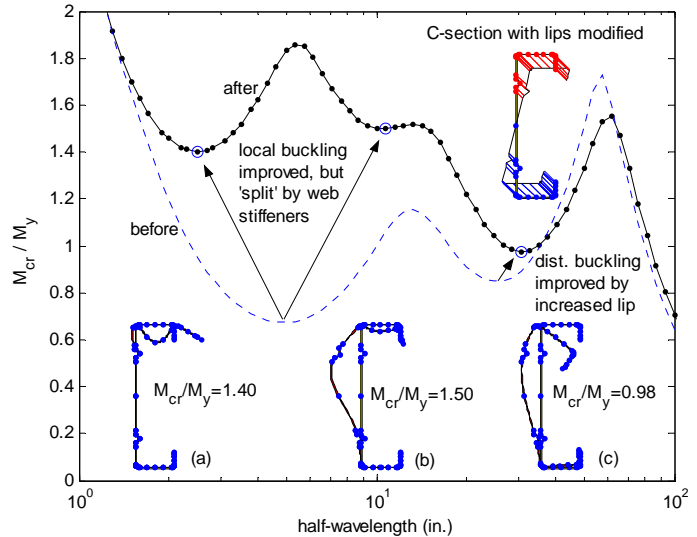 C-section with lips modified
after
before
local buckling
improved, but
'split' by web
stiffeners
dist. buckling
improved by
increased lip
M_cr/M_y=1.40
M_cr/M_y=1.50
M_cr/M_y=0.98
(a)
(b)
(c)
M_cr / M_y
2
1.8
1.6
1.4
1.2
1
0.8
0.6
0.4
0.2
0
10^0
10^1
10^2
half-wavelength (in.)